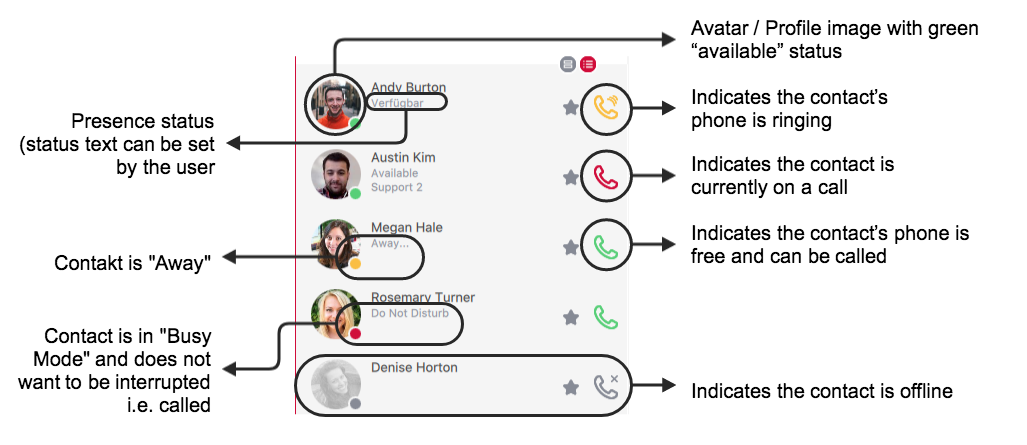 Avatar / Profile image with green
“available” status
Andy Burton
Verfügbar
Indicates the contact’s
phone is ringing
Presence status
(status text can be set
by the user
Austin Kim
Available
Support 2
Indicates the contact is
currently on a call
Megan Hale
Away...
Indicates the contact’s phone is
free and can be called
Contakt is "Away"
Rosemary Turner
Do Not Disturb
Contact is in "Busy
Mode" and does not
want to be interrupted
i.e. called
Denise Horton
Indicates the contact is offline